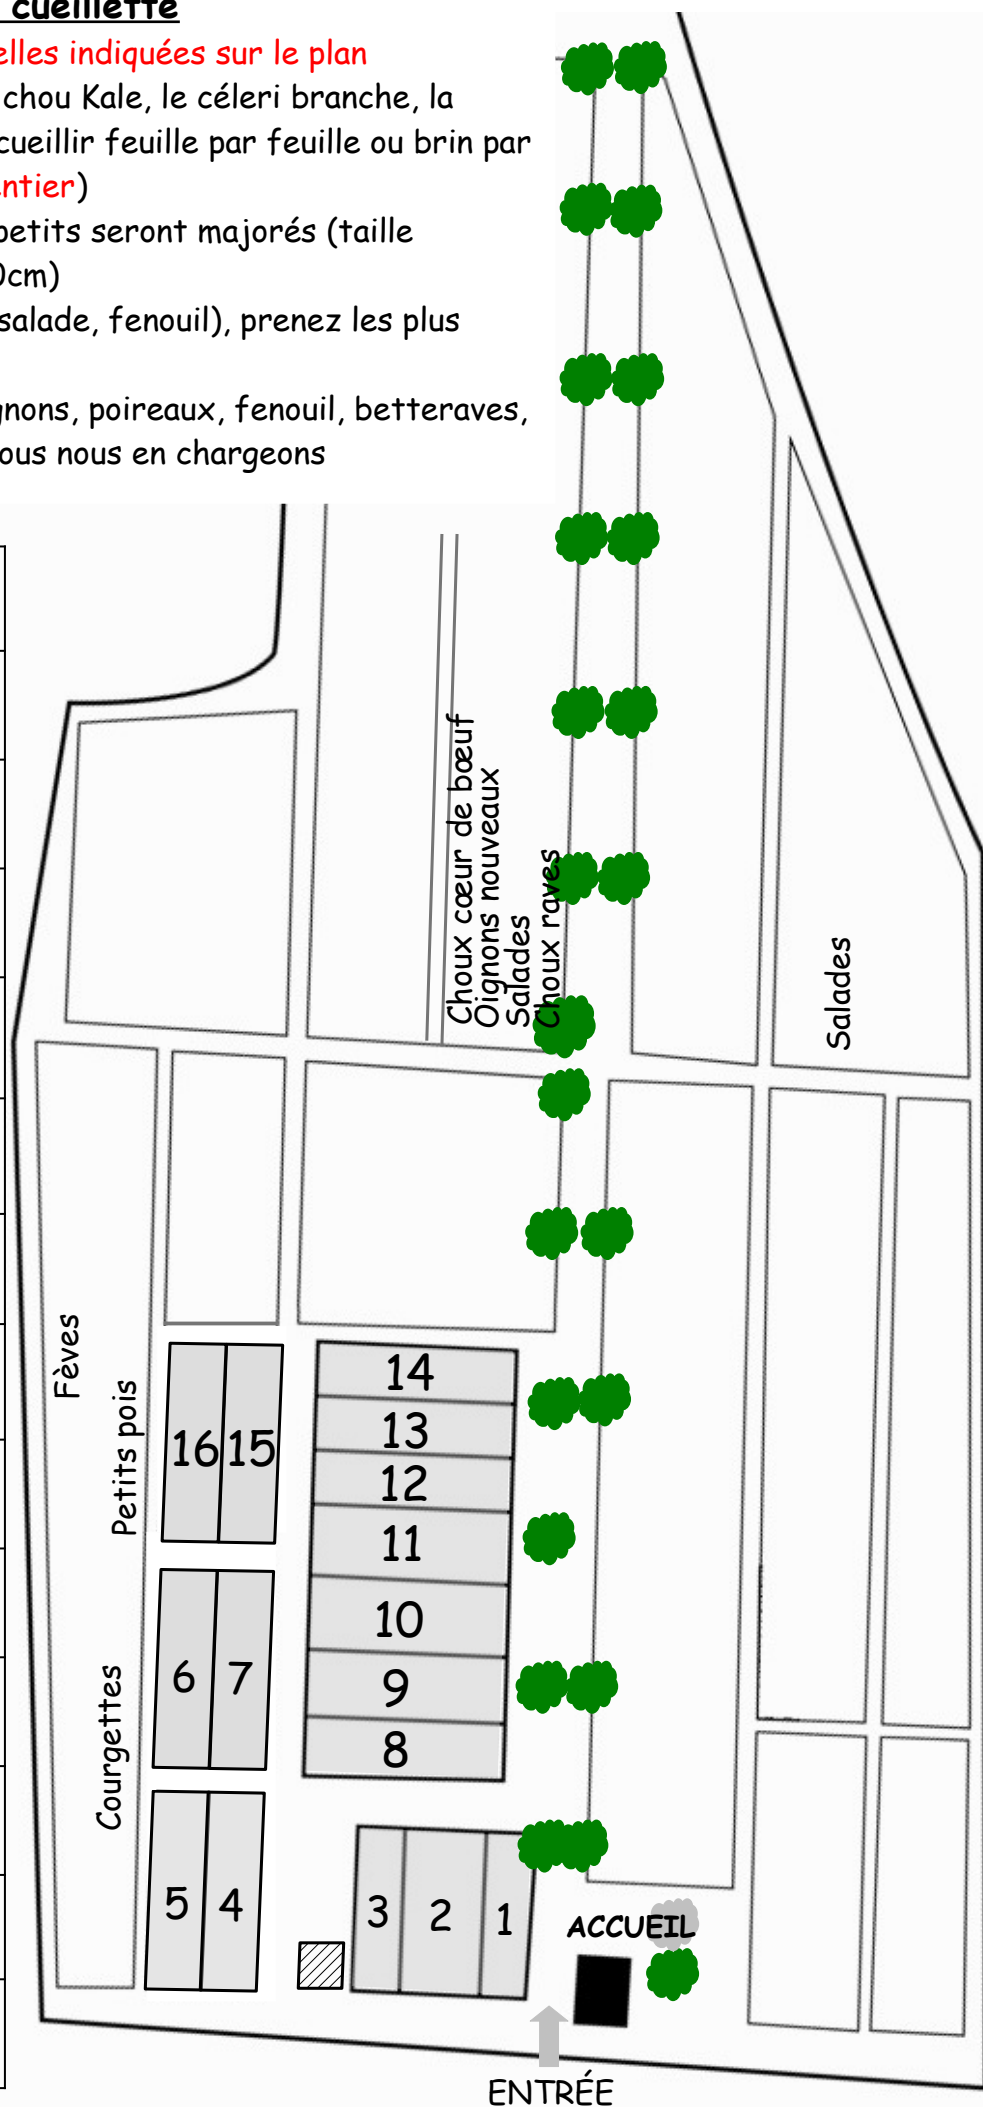 cueillette
elles indiquées sur le plan
chou Kale, le céleri branche, la
cueillir feuille par feuille ou brin par
entier)
petits seront majorés (taille
0cm)
salade, fenouil), prenez les plus
gnons, poireaux, fenouil, betteraves,
ous nous en chargeons
Choux cœur de bœuf
Oignons nouveaux
Salades
Choux raves
Salades
Fèves
Petits pois
Courgettes
14
13
12
11
10
9
8
16 15
6 7
5 4
3 2 1
ACCUEIL
ENTRÉE